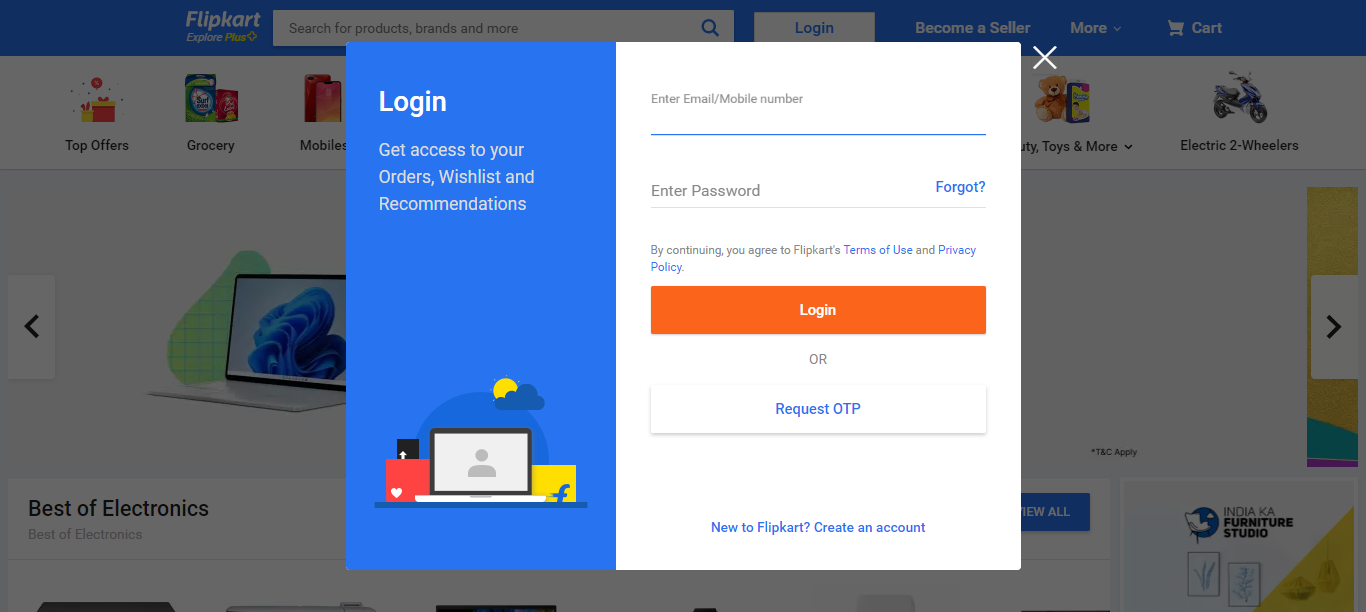 Flipkart
Explore Plus
Search for products, brands and more
Login
Become a Seller
More
Cart
Top Offers
Grocery
Mobiles
uty, Toys & More
Electric 2-Wheelers
Login
Get access to your
Orders, Wishlist and
Recommendations
Enter Email/Mobile number
Enter Password
Forgot?
By continuing, you agree to Flipkart's Terms of Use and Privacy
Policy.
Login
OR
Request OTP
New to Flipkart? Create an account
*T&C Apply
Best of Electronics
Best of Electronics
VIEW ALL
INDIA KA
FURNITURE
STUDIO